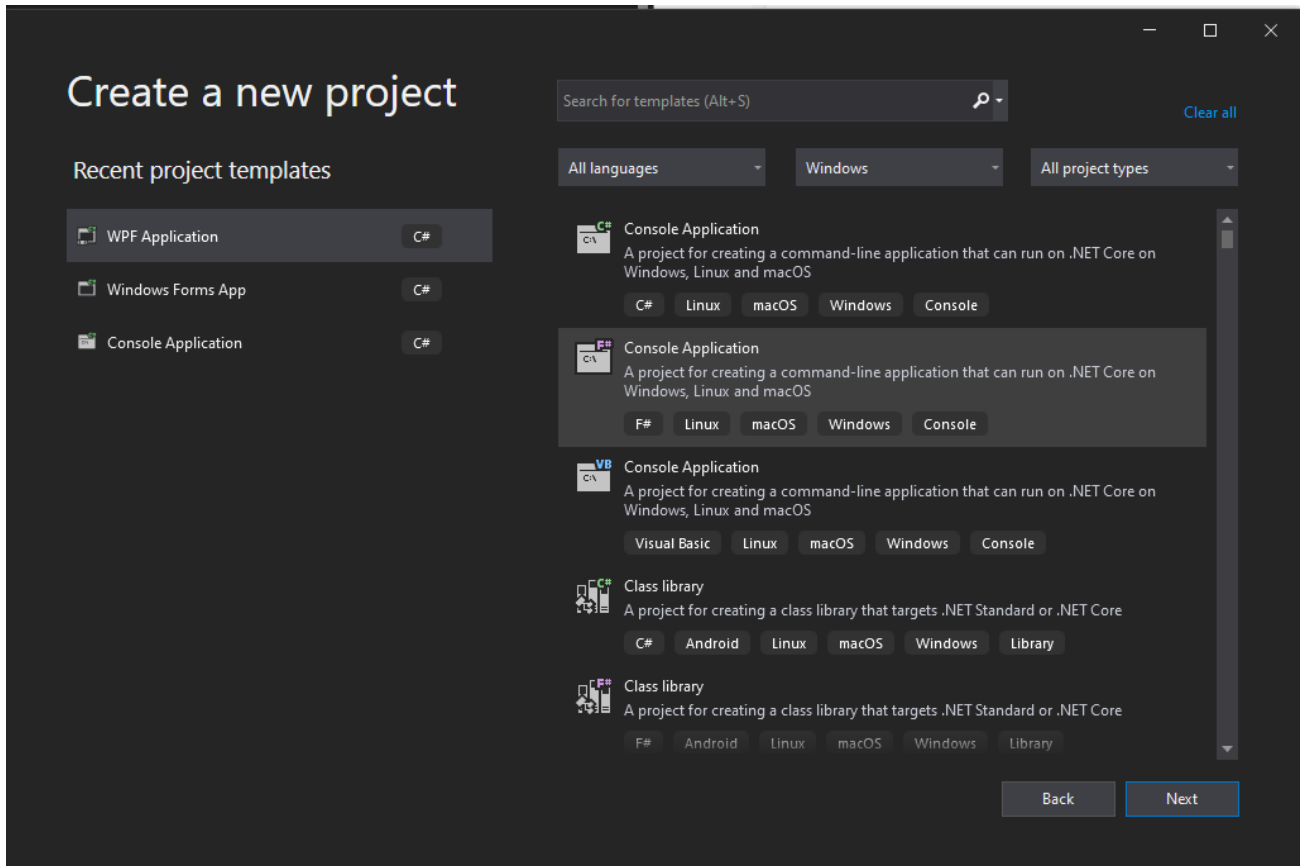 Create a new project
Search for templates (Alt+S)
Clear all
Recent project templates
All languages
Windows
All project types
WPF Application
C#
Windows Forms App
C#
Console Application
C#
C#
C:\
Console Application
A project for creating a command-line application that can run on .NET Core on
Windows, Linux and macOS
C# Linux macOS Windows Console
F#
C:\
Console Application
A project for creating a command-line application that can run on .NET Core on
Windows, Linux and macOS
F# Linux macOS Windows Console
VB
C:\
Console Application
A project for creating a command-line application that can run on .NET Core on
Windows, Linux and macOS
Visual Basic Linux macOS Windows Console
C#
Class library
A project for creating a class library that targets .NET Standard or .NET Core
C# Android Linux macOS Windows Library
F#
Class library
A project for creating a class library that targets .NET Standard or .NET Core
F# Android Linux macOS Windows Library
Back
Next